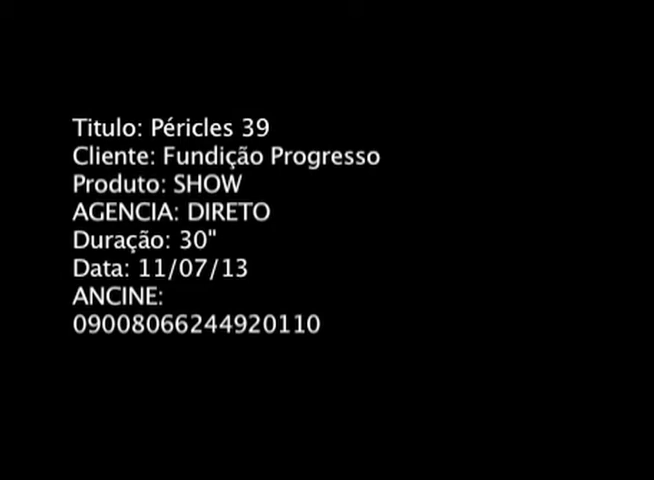 Titulo: Péricles 39
Cliente: Fundição Progresso
Produto: SHOW
AGENCIA: DIRETO
Duração: 30"
Data: 11/07/13
ANCINE:
09008066244920110